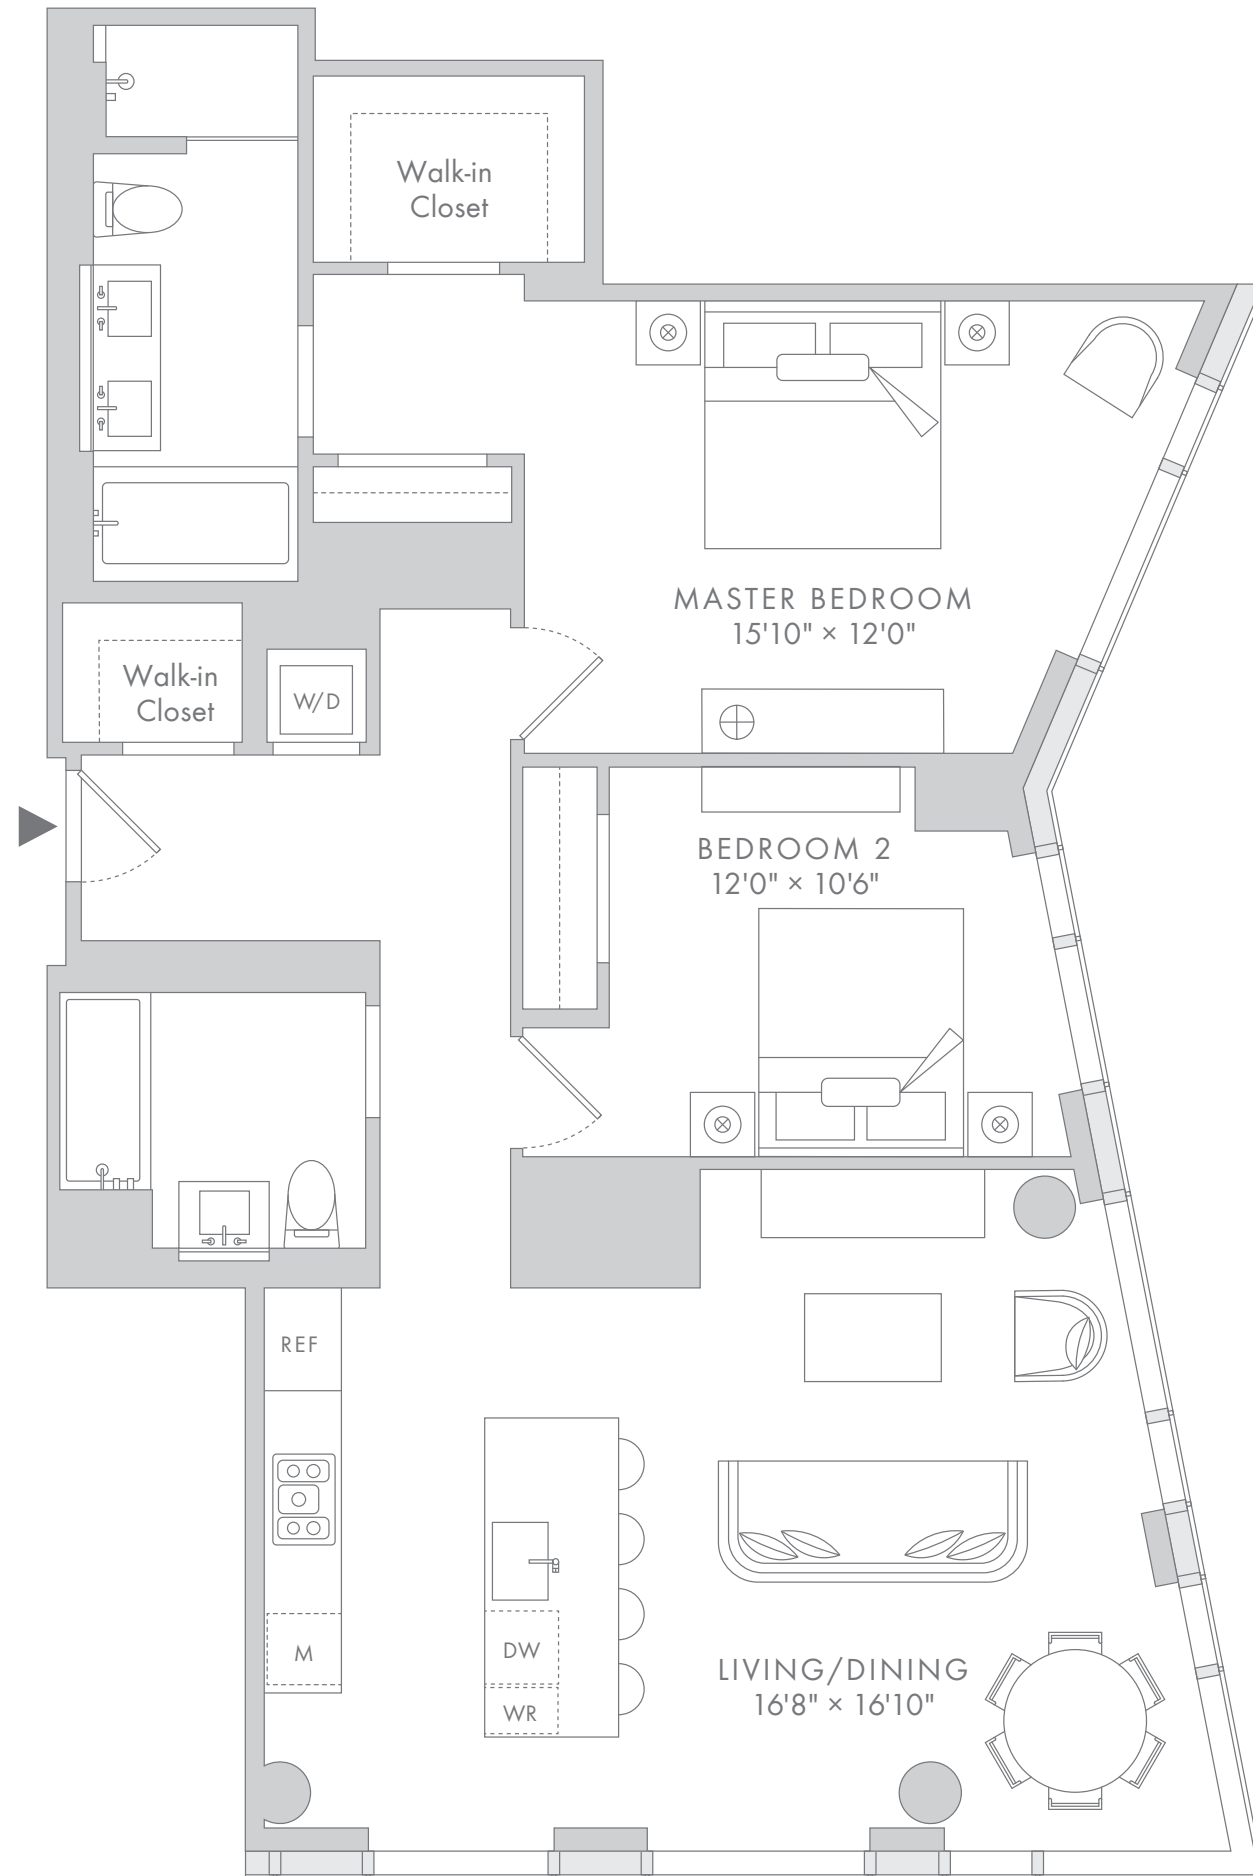 Walk-in
Closet
MASTER BEDROOM
15'10" × 12'0"
Walk-in
Closet
W/D
BEDROOM 2
12'0" × 10'6"
REF
M
DW
WR
LIVING/DINING
16'8" × 16'10"